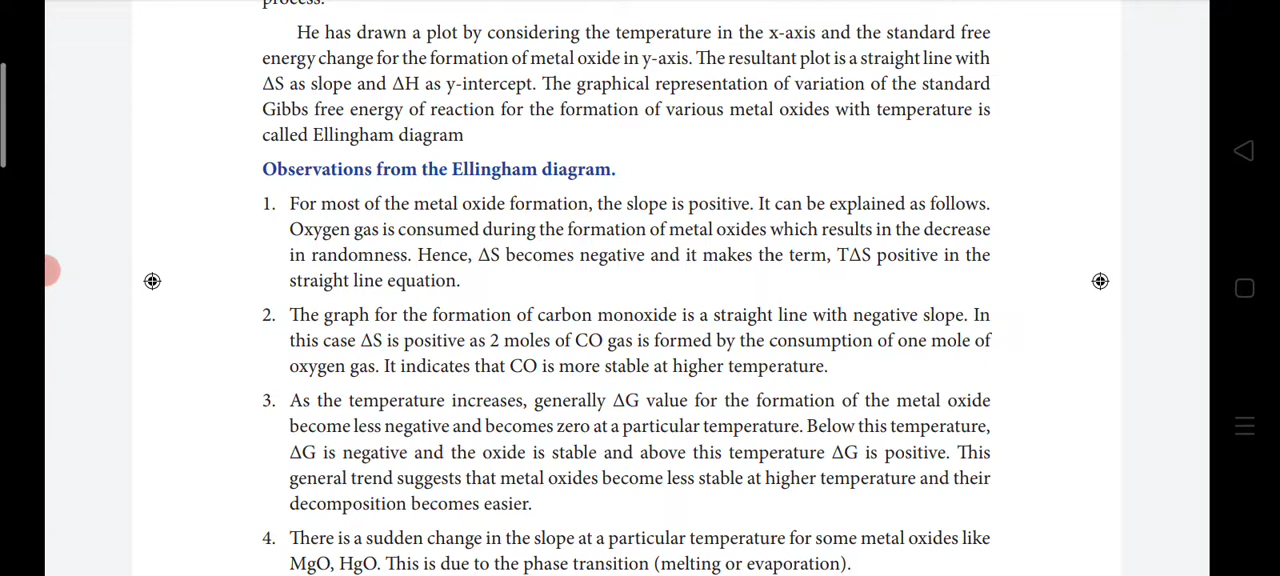 process.
He has drawn a plot by considering the temperature in the x-axis and the standard free
energy change for the formation of metal oxide in y-axis. The resultant plot is a straight line with
ΔS as slope and ΔH as y-intercept. The graphical representation of variation of the standard
Gibbs free energy of reaction for the formation of various metal oxides with temperature is
called Ellingham diagram
Observations from the Ellingham diagram.
1. For most of the metal oxide formation, the slope is positive. It can be explained as follows.
Oxygen gas is consumed during the formation of metal oxides which results in the decrease
in randomness. Hence, ΔS becomes negative and it makes the term, TΔS positive in the
straight line equation.
2. The graph for the formation of carbon monoxide is a straight line with negative slope. In
this case ΔS is positive as 2 moles of CO gas is formed by the consumption of one mole of
oxygen gas. It indicates that CO is more stable at higher temperature.
3. As the temperature increases, generally ΔG value for the formation of the metal oxide
become less negative and becomes zero at a particular temperature. Below this temperature,
ΔG is negative and the oxide is stable and above this temperature ΔG is positive. This
general trend suggests that metal oxides become less stable at higher temperature and their
decomposition becomes easier.
4. There is a sudden change in the slope at a particular temperature for some metal oxides like
MgO, HgO. This is due to the phase transition (melting or evaporation).